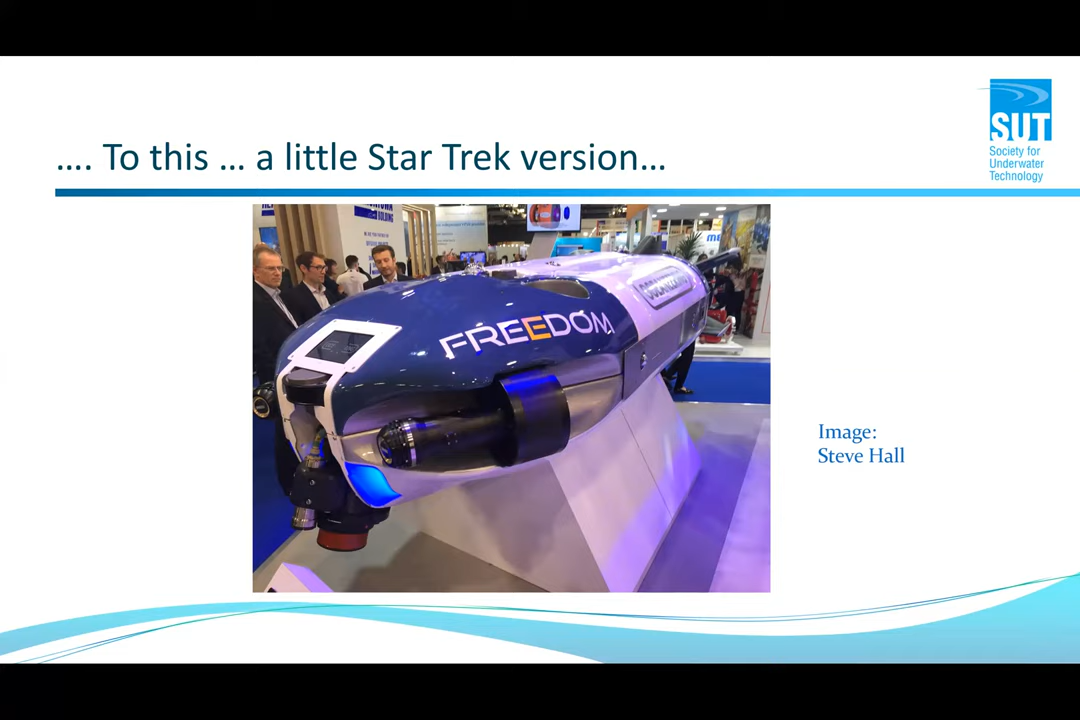 .... To this ... a little Star Trek version...
SUT
Society for
Underwater
Technology
FREEDOM
Image:
Steve Hall